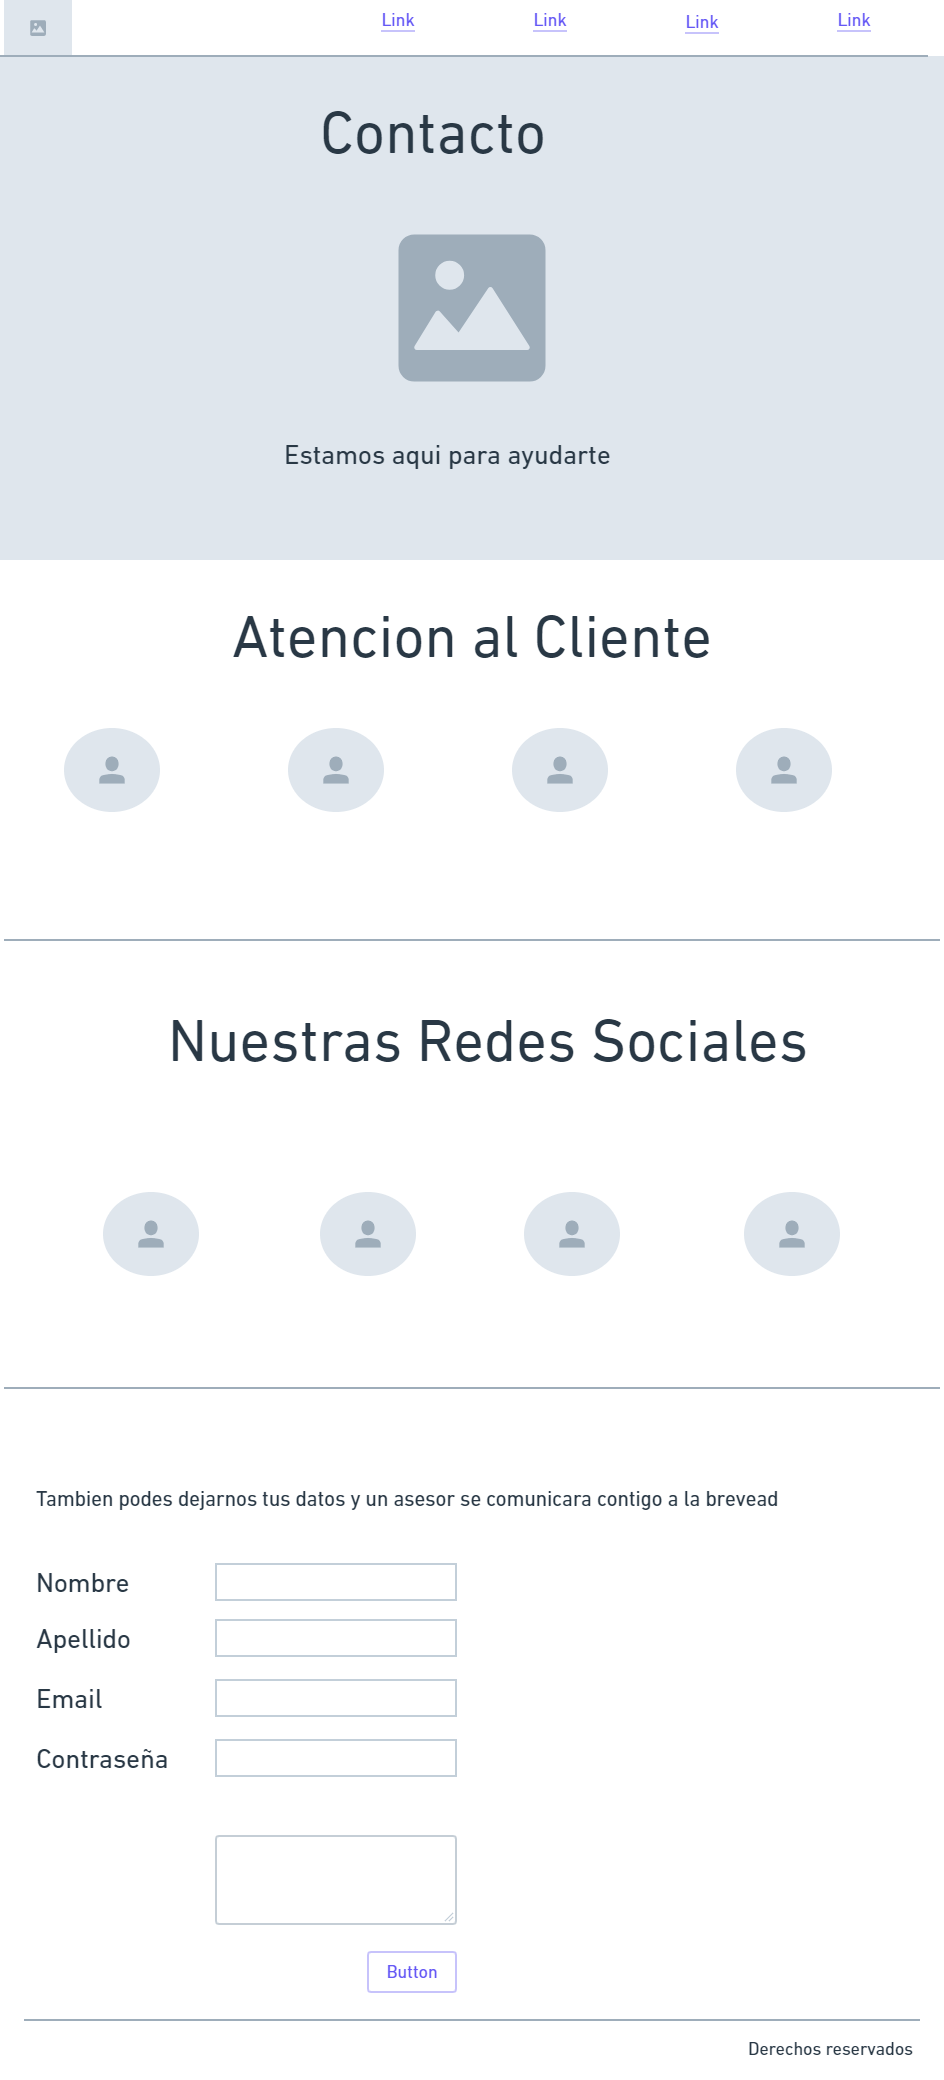 Link
Link
Link
Link
Contacto
Estamos aqui para ayudarte
Atencion al Cliente
Nuestras Redes Sociales
Tambien podes dejarnos tus datos y un asesor se comunicara contigo a la brevead
Nombre
Apellido
Email
Contraseña
Button
Derechos reservados